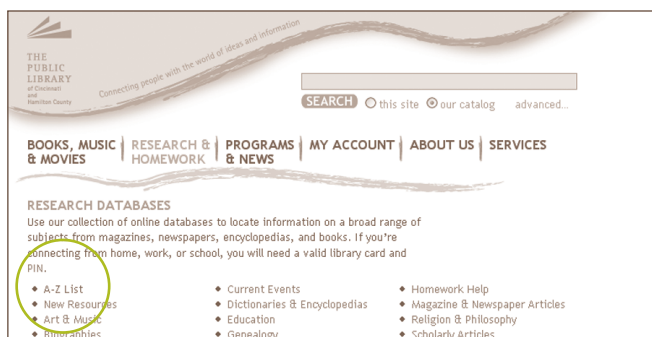 THE
PUBLIC
LIBRARY
of Cincinnati
and
Hamilton County
Connecting people with the world of ideas and information
SEARCH this site our catalog advanced...
BOOKS, MUSIC & MOVIES
RESEARCH & HOMEWORK
PROGRAMS & NEWS
MY ACCOUNT
ABOUT US
SERVICES
RESEARCH DATABASES
Use our collection of online databases to locate information on a broad range of
subjects from magazines, newspapers, encyclopedias, and books. If you're
connecting from home, work, or school, you will need a valid library card and
PIN.
A-Z List
New Resources
Art & Music
Biographies
Current Events
Dictionaries & Encyclopedias
Education
Genealogy
Homework Help
Magazine & Newspaper Articles
Religion & Philosophy
Scholarly Articles